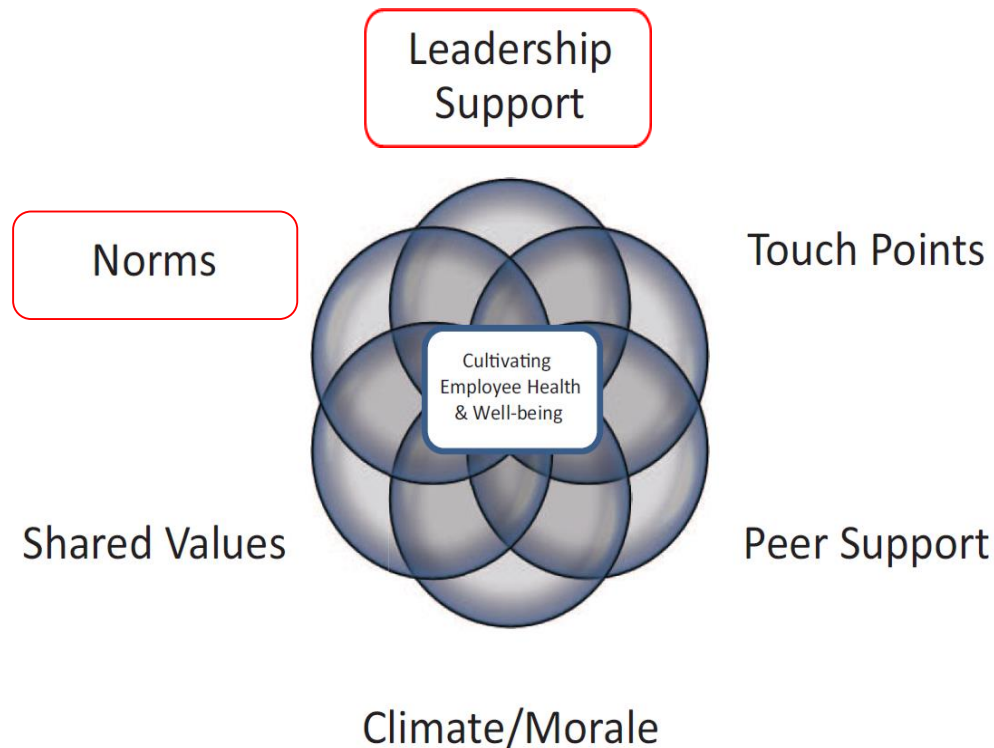 Leadership
Support
Norms
Touch Points
Cultivating
Employee Health
& Well-being
Shared Values
Peer Support
Climate/Morale